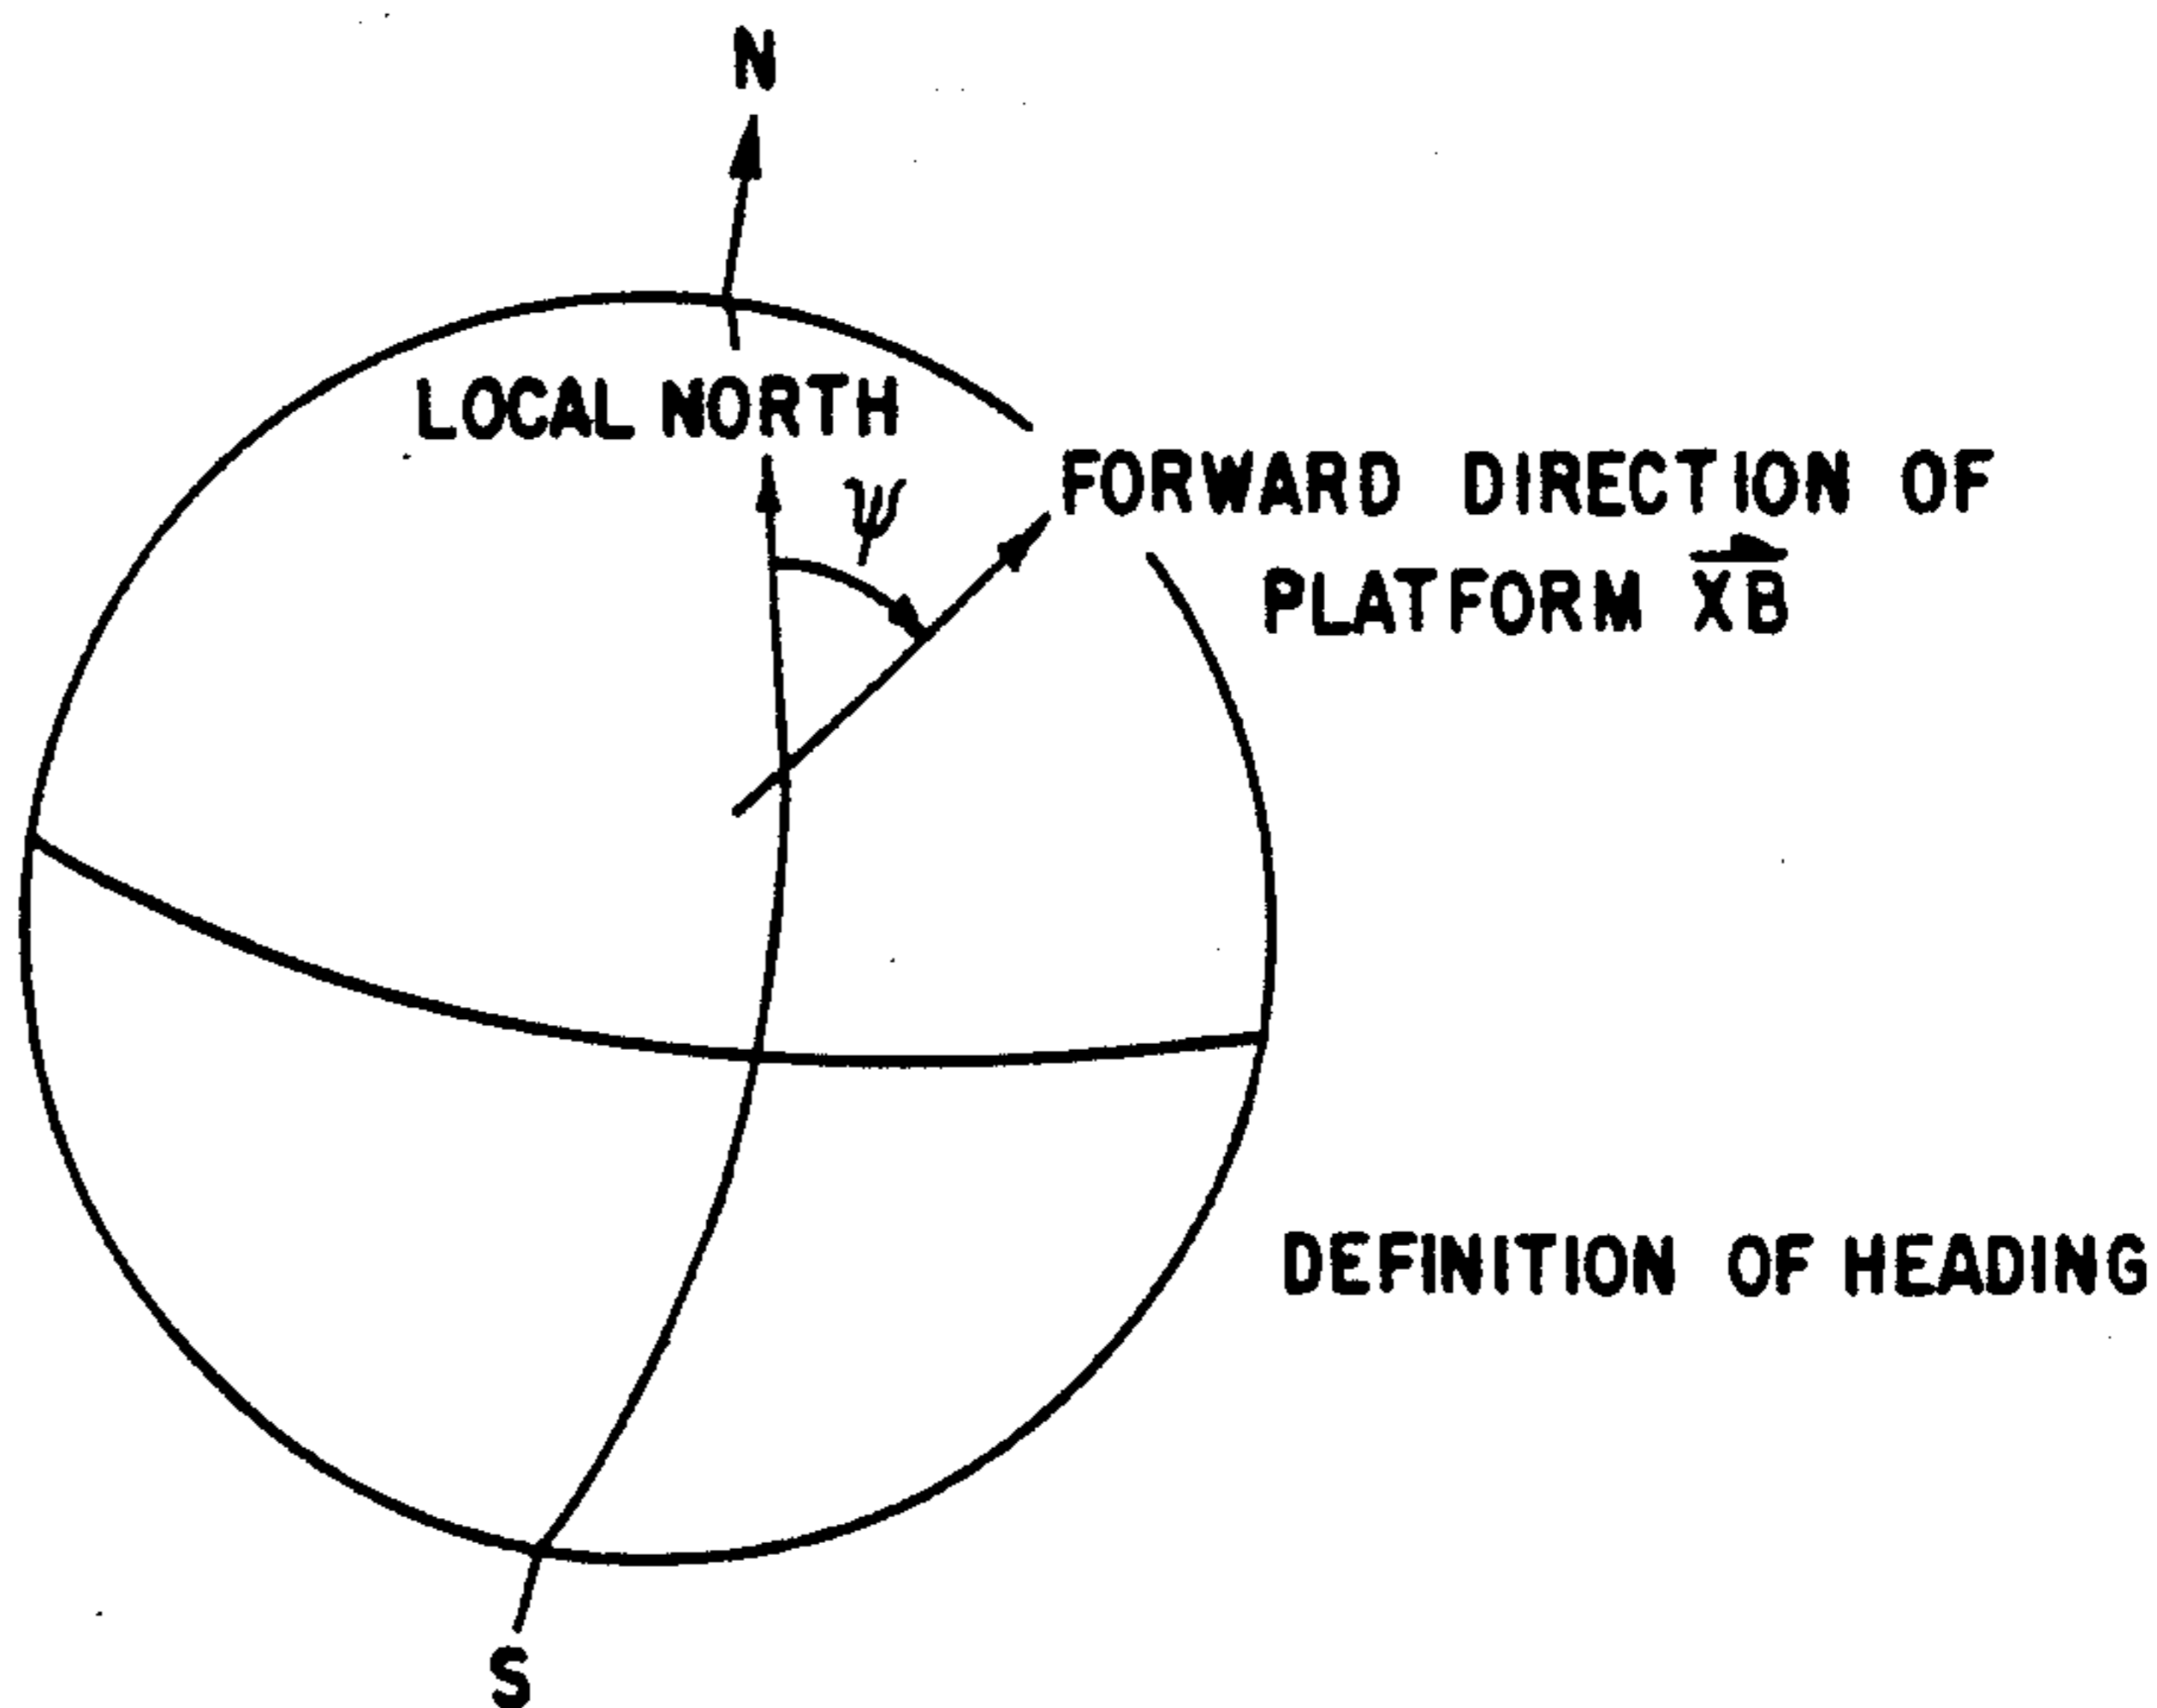 N
LOCAL NORTH
ψ
FORWARD DIRECTION OF
PLATFORM XB
DEFINITION OF HEADING
S